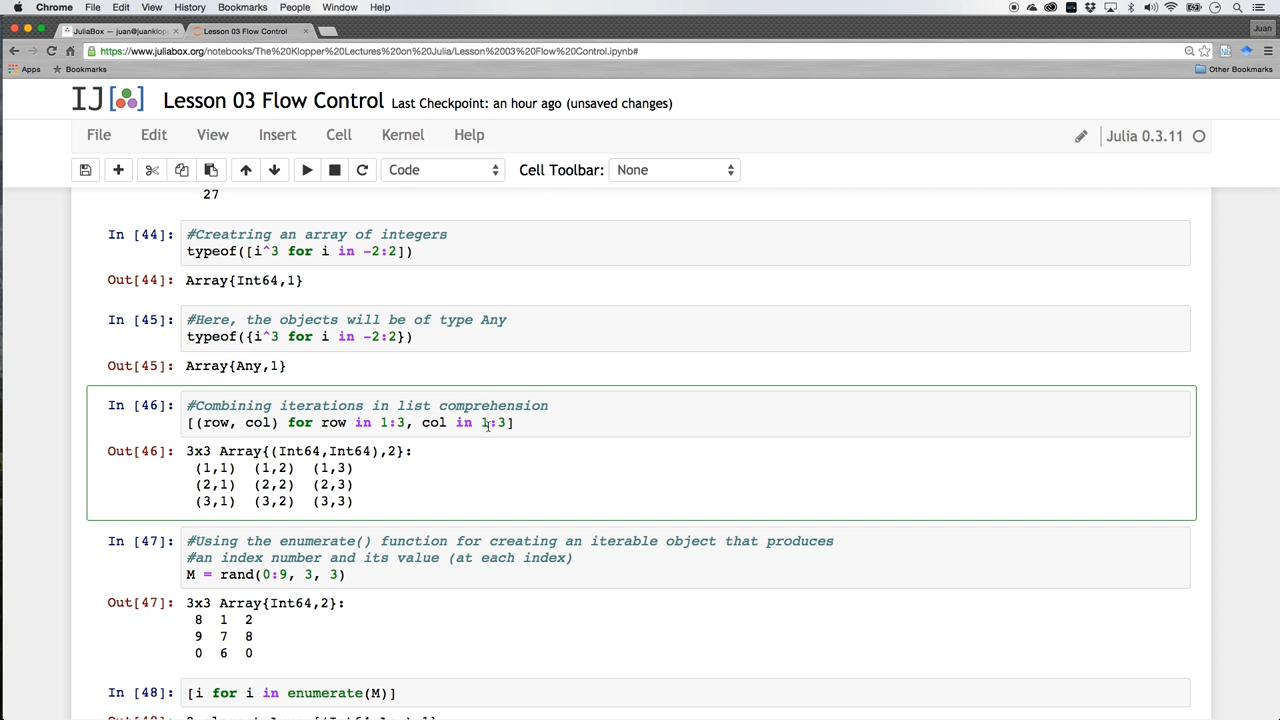 Chrome File Edit View History Bookmarks People Window Help
JuliaBox — juan@juanklop × Lesson 03 Flow Control × Juan
https://www.juliabox.org/notebooks/The%20Klopper%20Lectures%20on%20Julia/Lesson%2003%20Flow%20Control.ipynb#
Apps Bookmarks Other Bookmarks
IJ[ ] Lesson 03 Flow Control Last Checkpoint: an hour ago (unsaved changes)
File Edit View Insert Cell Kernel Help Julia 0.3.11
Code Cell Toolbar: None
27
In [44]: #Creatring an array of integers
typeof([i^3 for i in -2:2])
Out[44]: Array{Int64,1}
In [45]: #Here, the objects will be of type Any
typeof({i^3 for i in -2:2})
Out[45]: Array{Any,1}
In [46]: #Combining iterations in list comprehension
[(row, col) for row in 1:3, col in 1:3]
Out[46]: 3x3 Array{(Int64,Int64),2}:
(1,1) (1,2) (1,3)
(2,1) (2,2) (2,3)
(3,1) (3,2) (3,3)
In [47]: #Using the enumerate() function for creating an iterable object that produces
#an index number and its value (at each index)
M = rand(0:9, 3, 3)
Out[47]: 3x3 Array{Int64,2}:
8 1 2
9 7 8
0 6 0
In [48]: [i for i in enumerate(M)]